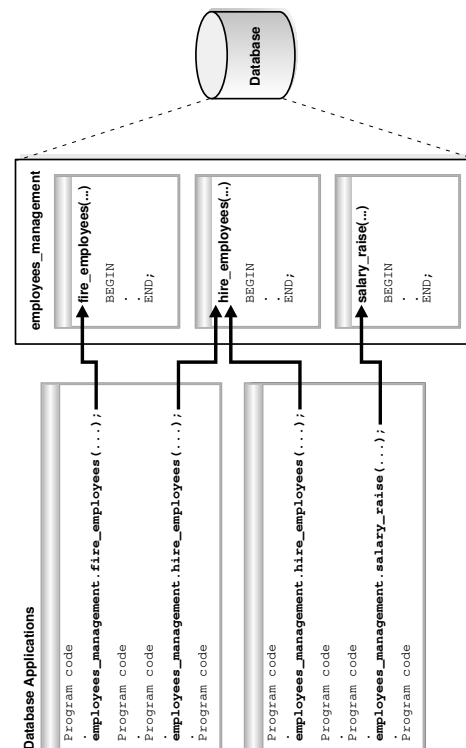 Database Applications
Program code
.
employees_management.fire_employees(...);
Program code
.
Program code
.
employees_management.hire_employees(...);
.
Program code
Program code
.
employees_management.hire_employees(...);
.
Program code
.
Program code
.
employees_management.salary_raise(...);
.
Program code
employees_management
fire_employees(...)
BEGIN
.
.
END;
hire_employees(...)
BEGIN
.
.
END;
salary_raise(...)
BEGIN
.
.
END;
Database